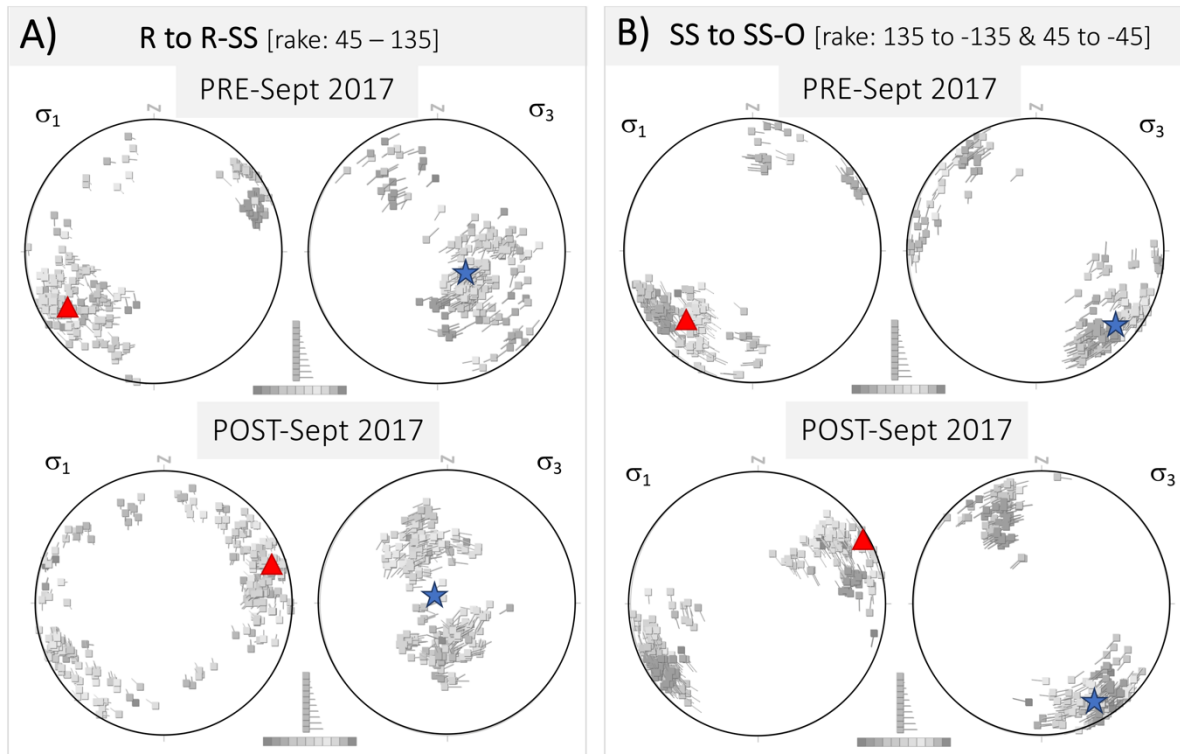 A) R to R-SS [rake: 45 – 135]
PRE-Sept 2017
σ1 N σ3
POST-Sept 2017
σ1 N σ3
B) SS to SS-O [rake: 135 to -135 & 45 to -45]
PRE-Sept 2017
σ1 N σ3
POST-Sept 2017
σ1 N σ3